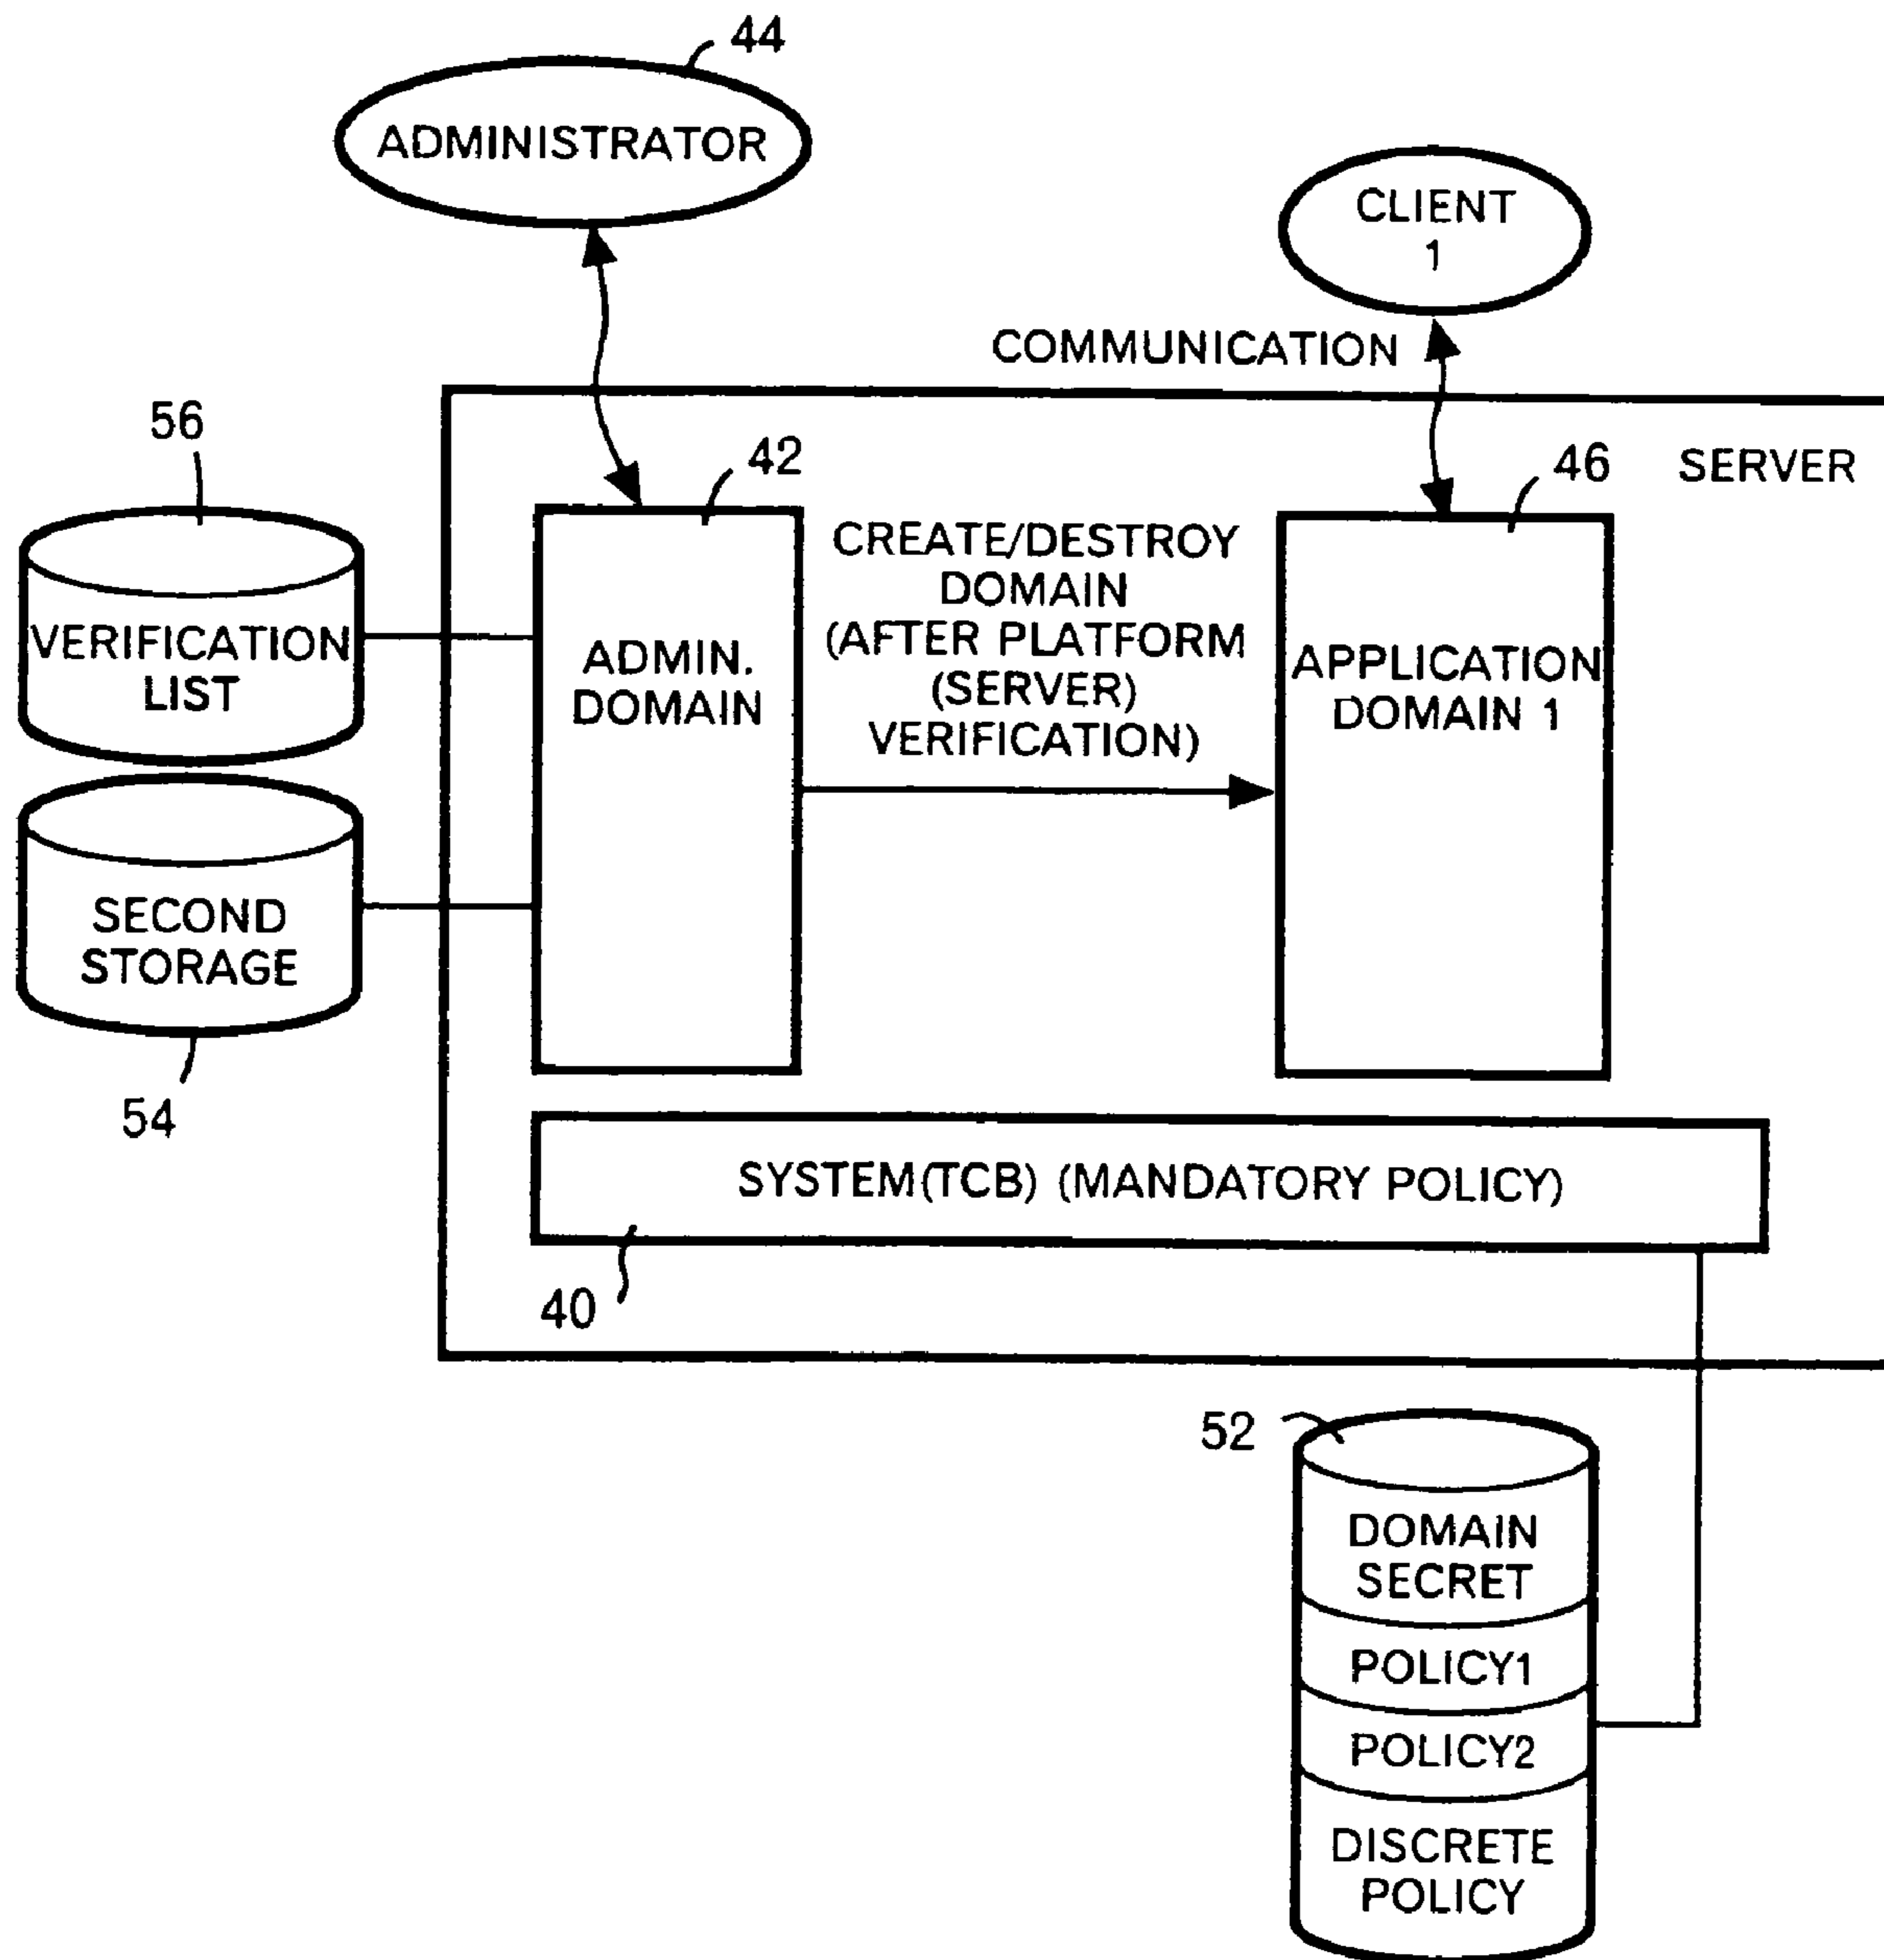 44
ADMINISTRATOR
CLIENT
1
COMMUNICATION
56
42
46
SERVER
CREATE/DESTROY
DOMAIN
(AFTER PLATFORM
(SERVER)
VERIFICATION)
VERIFICATION
LIST
ADMIN.
DOMAIN
APPLICATION
DOMAIN 1
SECOND
STORAGE
54
SYSTEM(TCB) (MANDATORY POLICY)
40
52
DOMAIN
SECRET
POLICY1
POLICY2
DISCRETE
POLICY